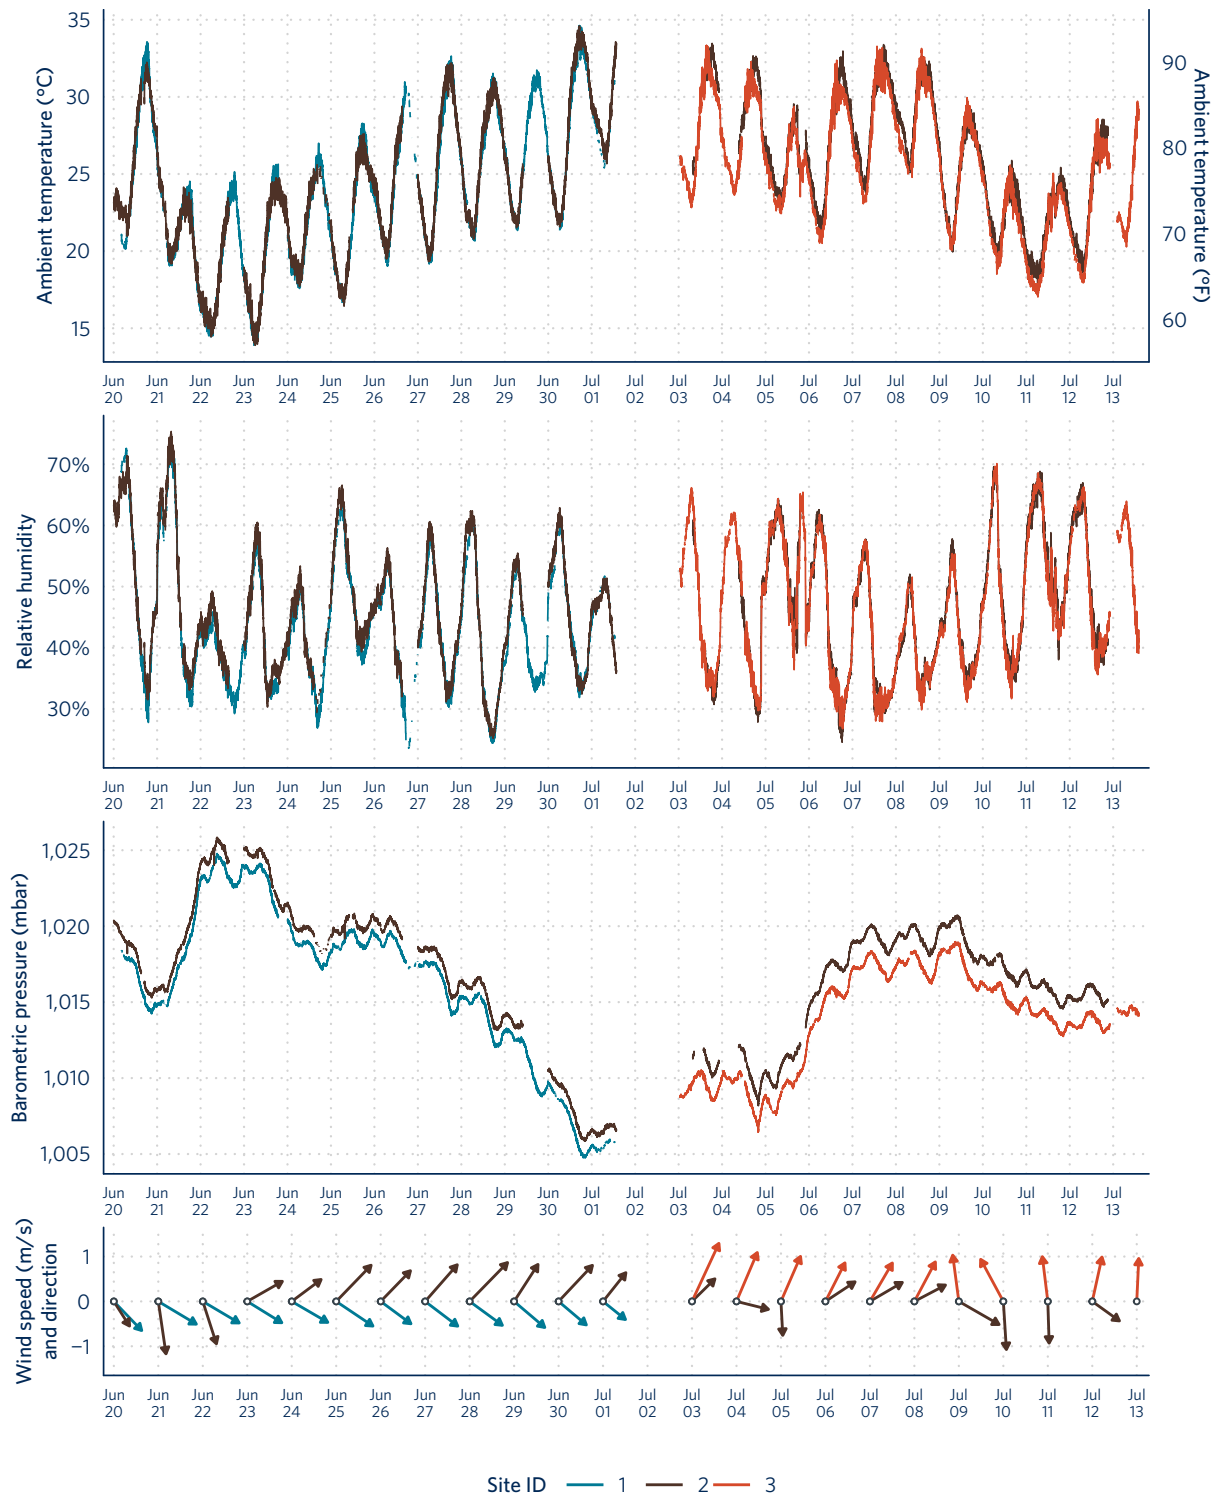 35
30
25
20
15
Ambient temperature (°C)
90
80
70
60
Ambient temperature (°F)
Jun Jun Jun Jun Jun Jun Jun Jun Jun Jun Jun Jul Jul Jul Jul Jul Jul Jul Jul Jul Jul Jul Jul Jul
20 21 22 23 24 25 26 27 28 29 30 01 02 03 04 05 06 07 08 09 10 11 12 13
70%
60%
50%
40%
30%
Relative humidity
Jun Jun Jun Jun Jun Jun Jun Jun Jun Jun Jun Jul Jul Jul Jul Jul Jul Jul Jul Jul Jul Jul Jul Jul
20 21 22 23 24 25 26 27 28 29 30 01 02 03 04 05 06 07 08 09 10 11 12 13
1,025
1,020
1,015
1,010
1,005
Barometric pressure (mbar)
Jun Jun Jun Jun Jun Jun Jun Jun Jun Jun Jun Jul Jul Jul Jul Jul Jul Jul Jul Jul Jul Jul Jul Jul
20 21 22 23 24 25 26 27 28 29 30 01 02 03 04 05 06 07 08 09 10 11 12 13
1
0
−1
Wind speed (m/s)
and direction
Jun Jun Jun Jun Jun Jun Jun Jun Jun Jun Jun Jul Jul Jul Jul Jul Jul Jul Jul Jul Jul Jul Jul Jul
20 21 22 23 24 25 26 27 28 29 30 01 02 03 04 05 06 07 08 09 10 11 12 13
Site ID 1 2 3